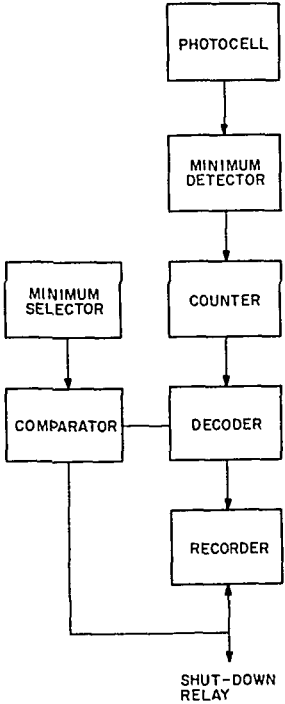 PHOTOCELL
MINIMUM
DETECTOR
MINIMUM
SELECTOR
COUNTER
COMPARATOR
DECODER
RECORDER
SHUT-DOWN
RELAY